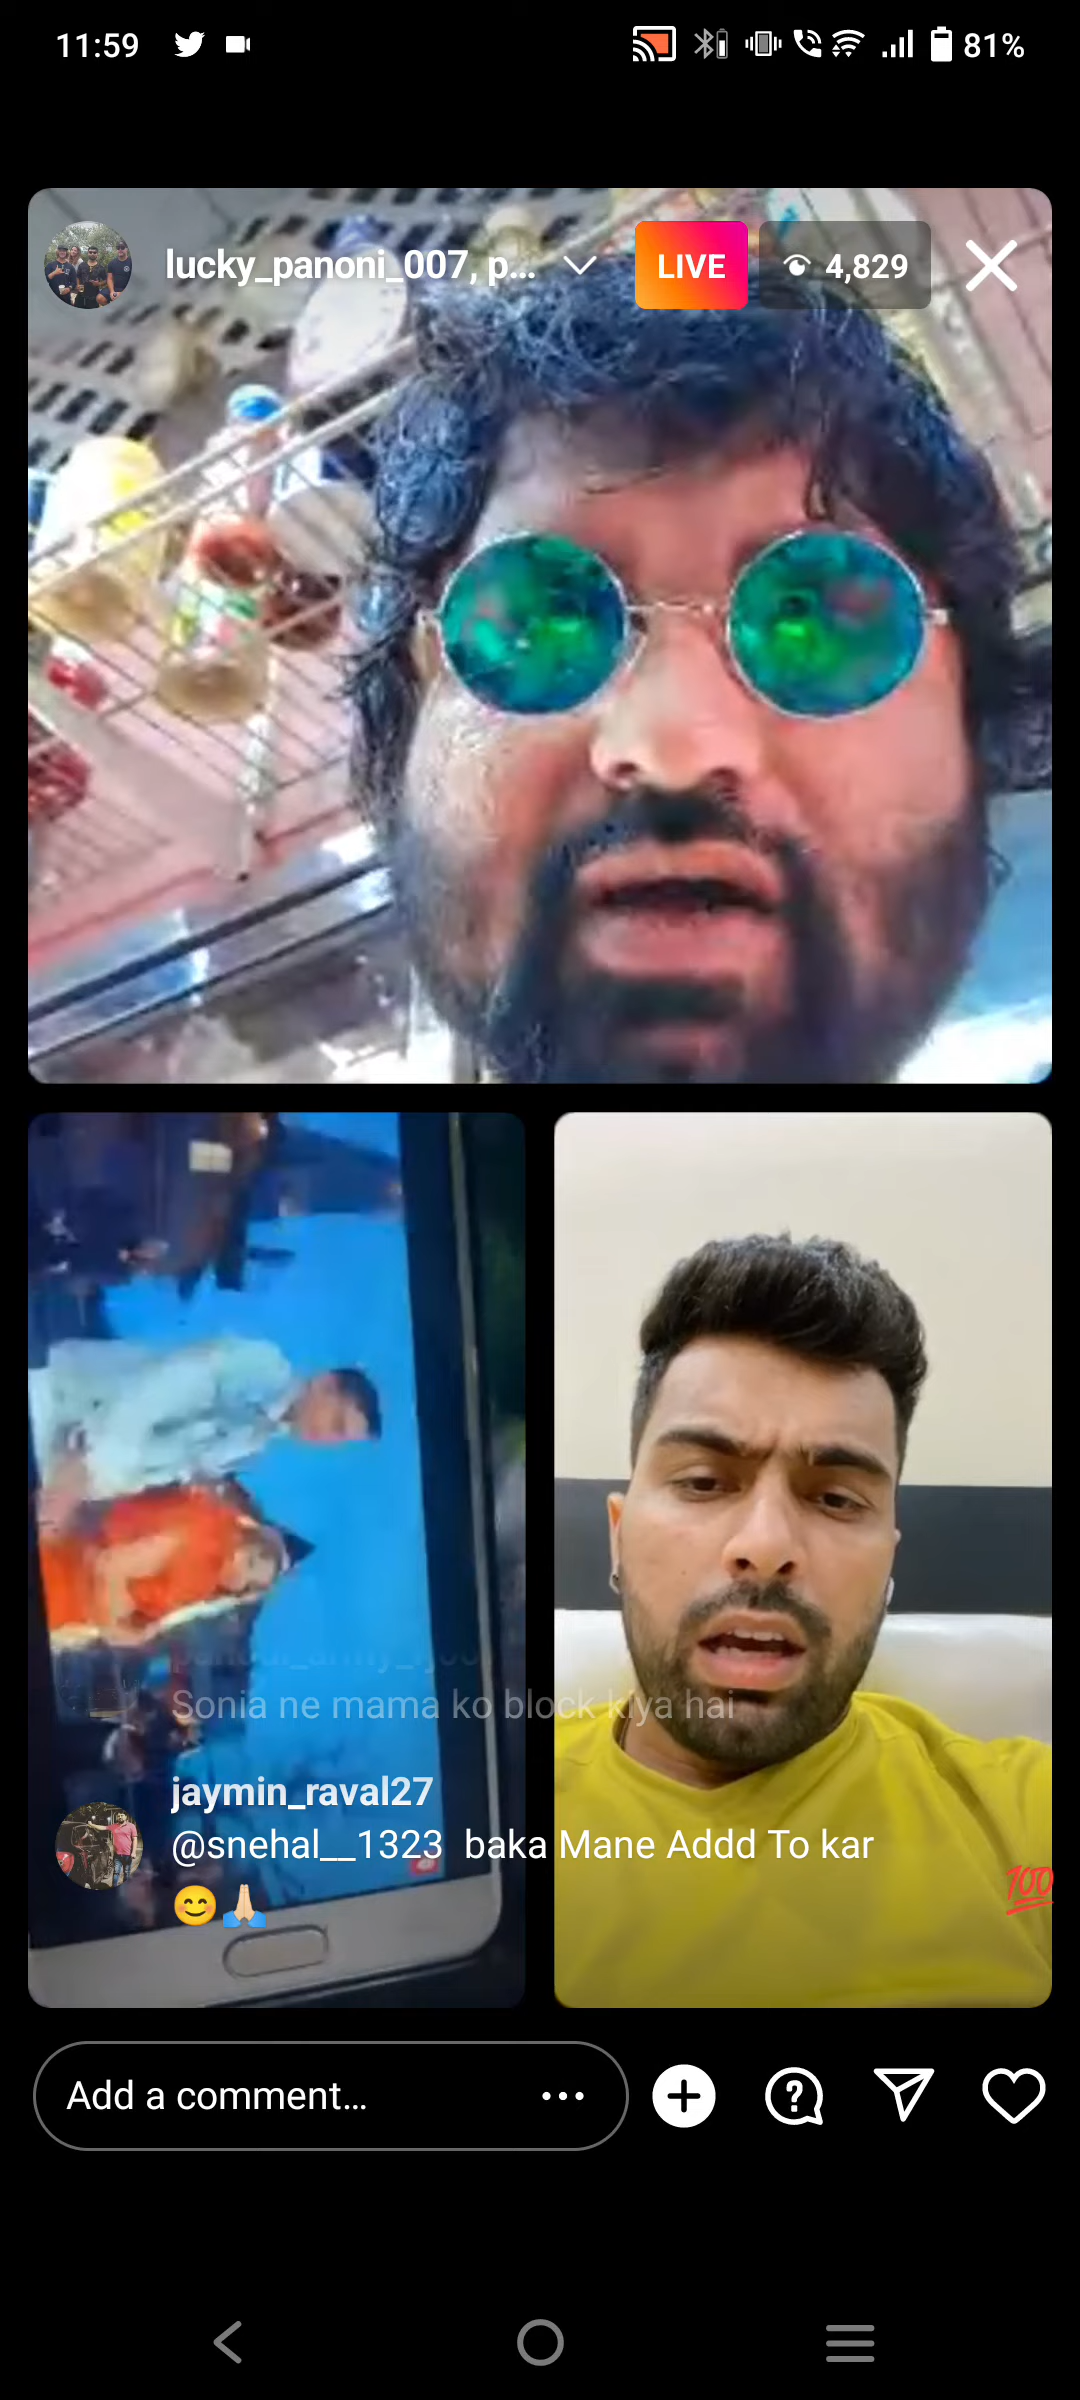 11:59
81%
lucky_panoni_007, p...
LIVE
4,829
Sonia ne mama ko block kiya hai
jaymin_raval27
@snehal__1323 baka Mane Addd To kar
😊🙏🏻
💯
Add a comment...